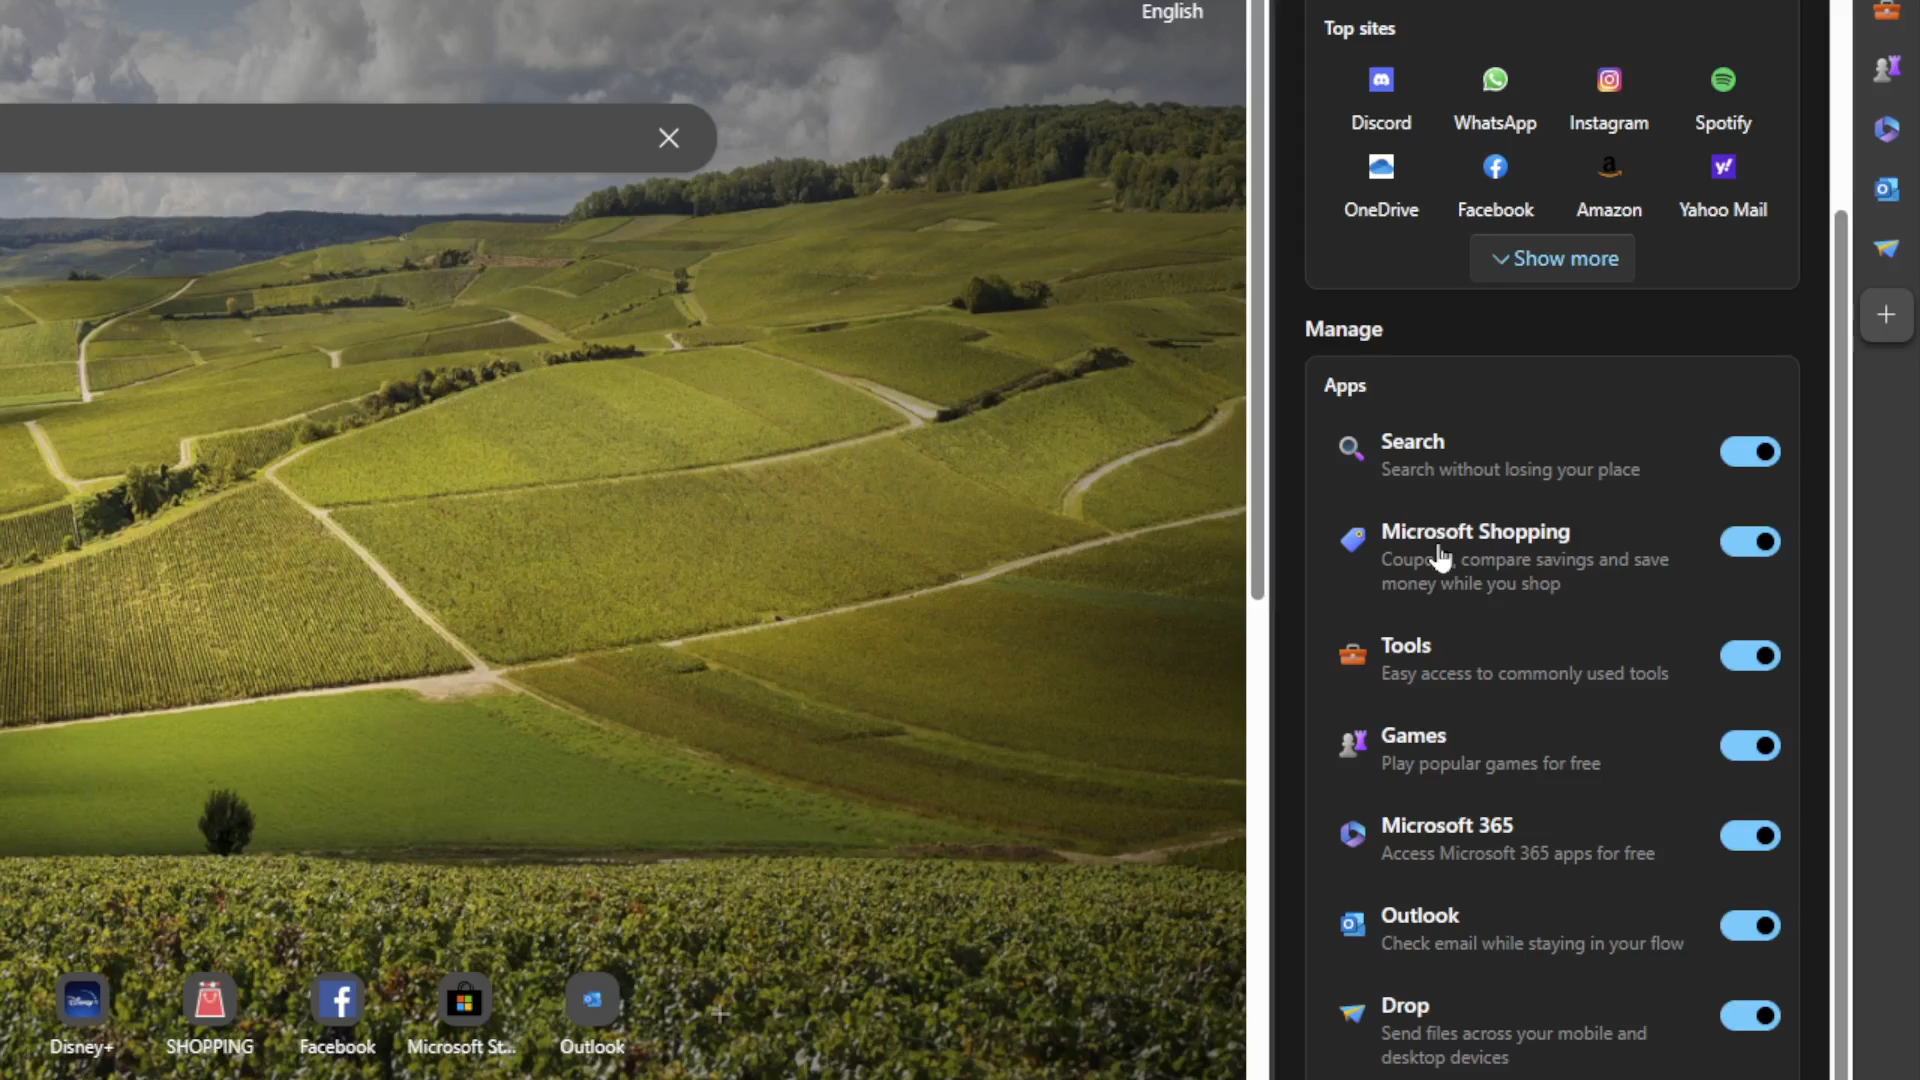 English
Top sites
Discord WhatsApp Instagram Spotify
OneDrive Facebook Amazon Yahoo Mail
Show more
Manage
Apps
Search
Search without losing your place
Microsoft Shopping
compare savings and save
money while you shop
Tools
Easy access to commonly used tools
Games
Play popular games for free
Microsoft 365
Access Microsoft 365 apps for free
Outlook
Check email while staying in your flow
Drop
Send files across your mobile and
desktop devices
Disney+ SHOPPING Facebook Microsoft St... Outlook